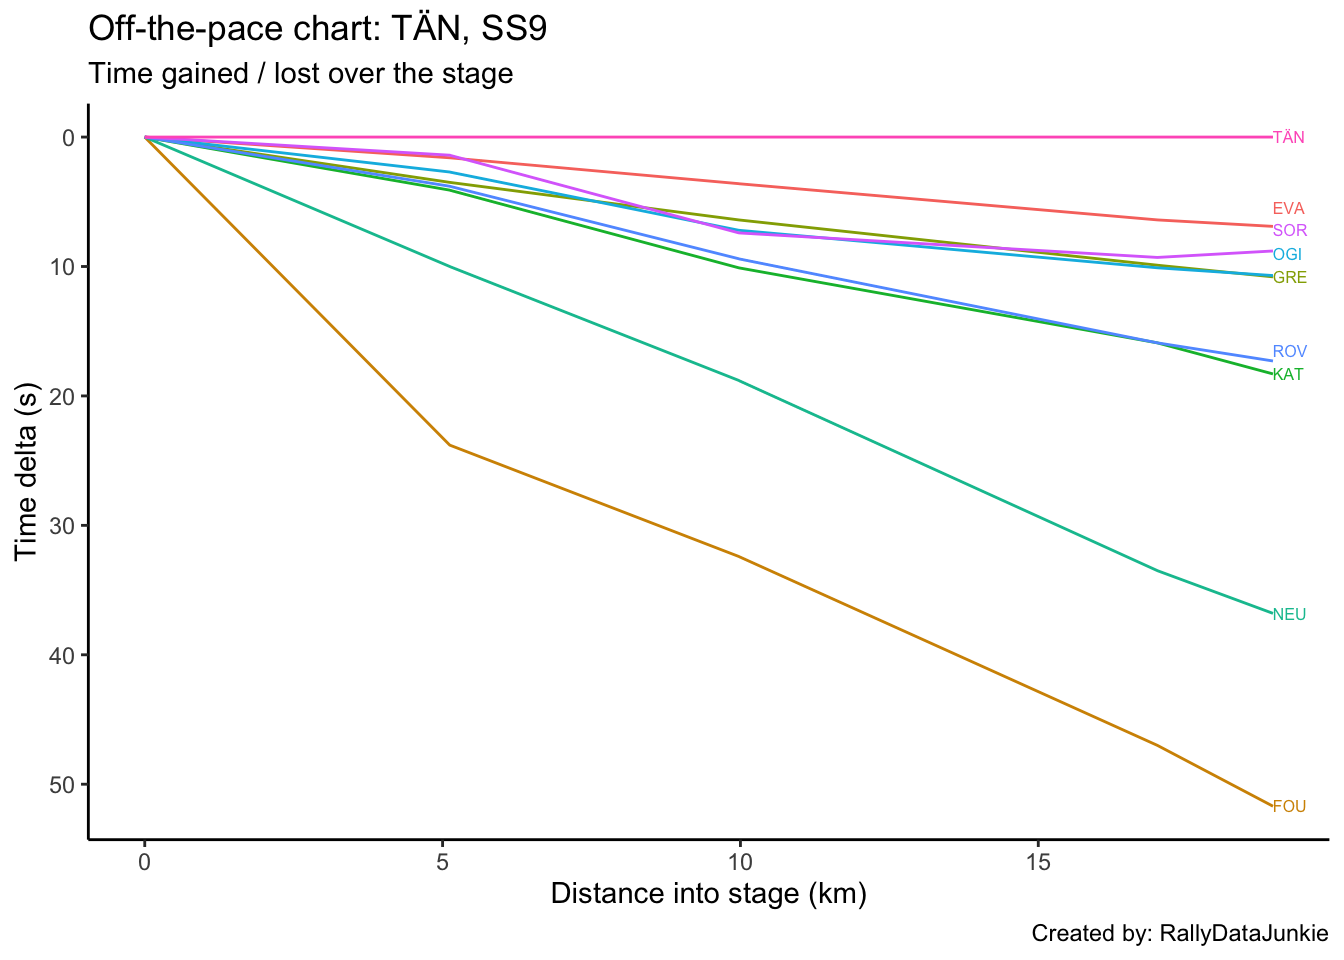 Off-the-pace chart: TÄN, SS9
Time gained / lost over the stage
Time delta (s)
0
10
20
30
40
50
TÄN
EVA
SOR
OGI
GRE
ROV
KAT
NEU
FOU
0 5 10 15
Distance into stage (km)
Created by: RallyDataJunkie